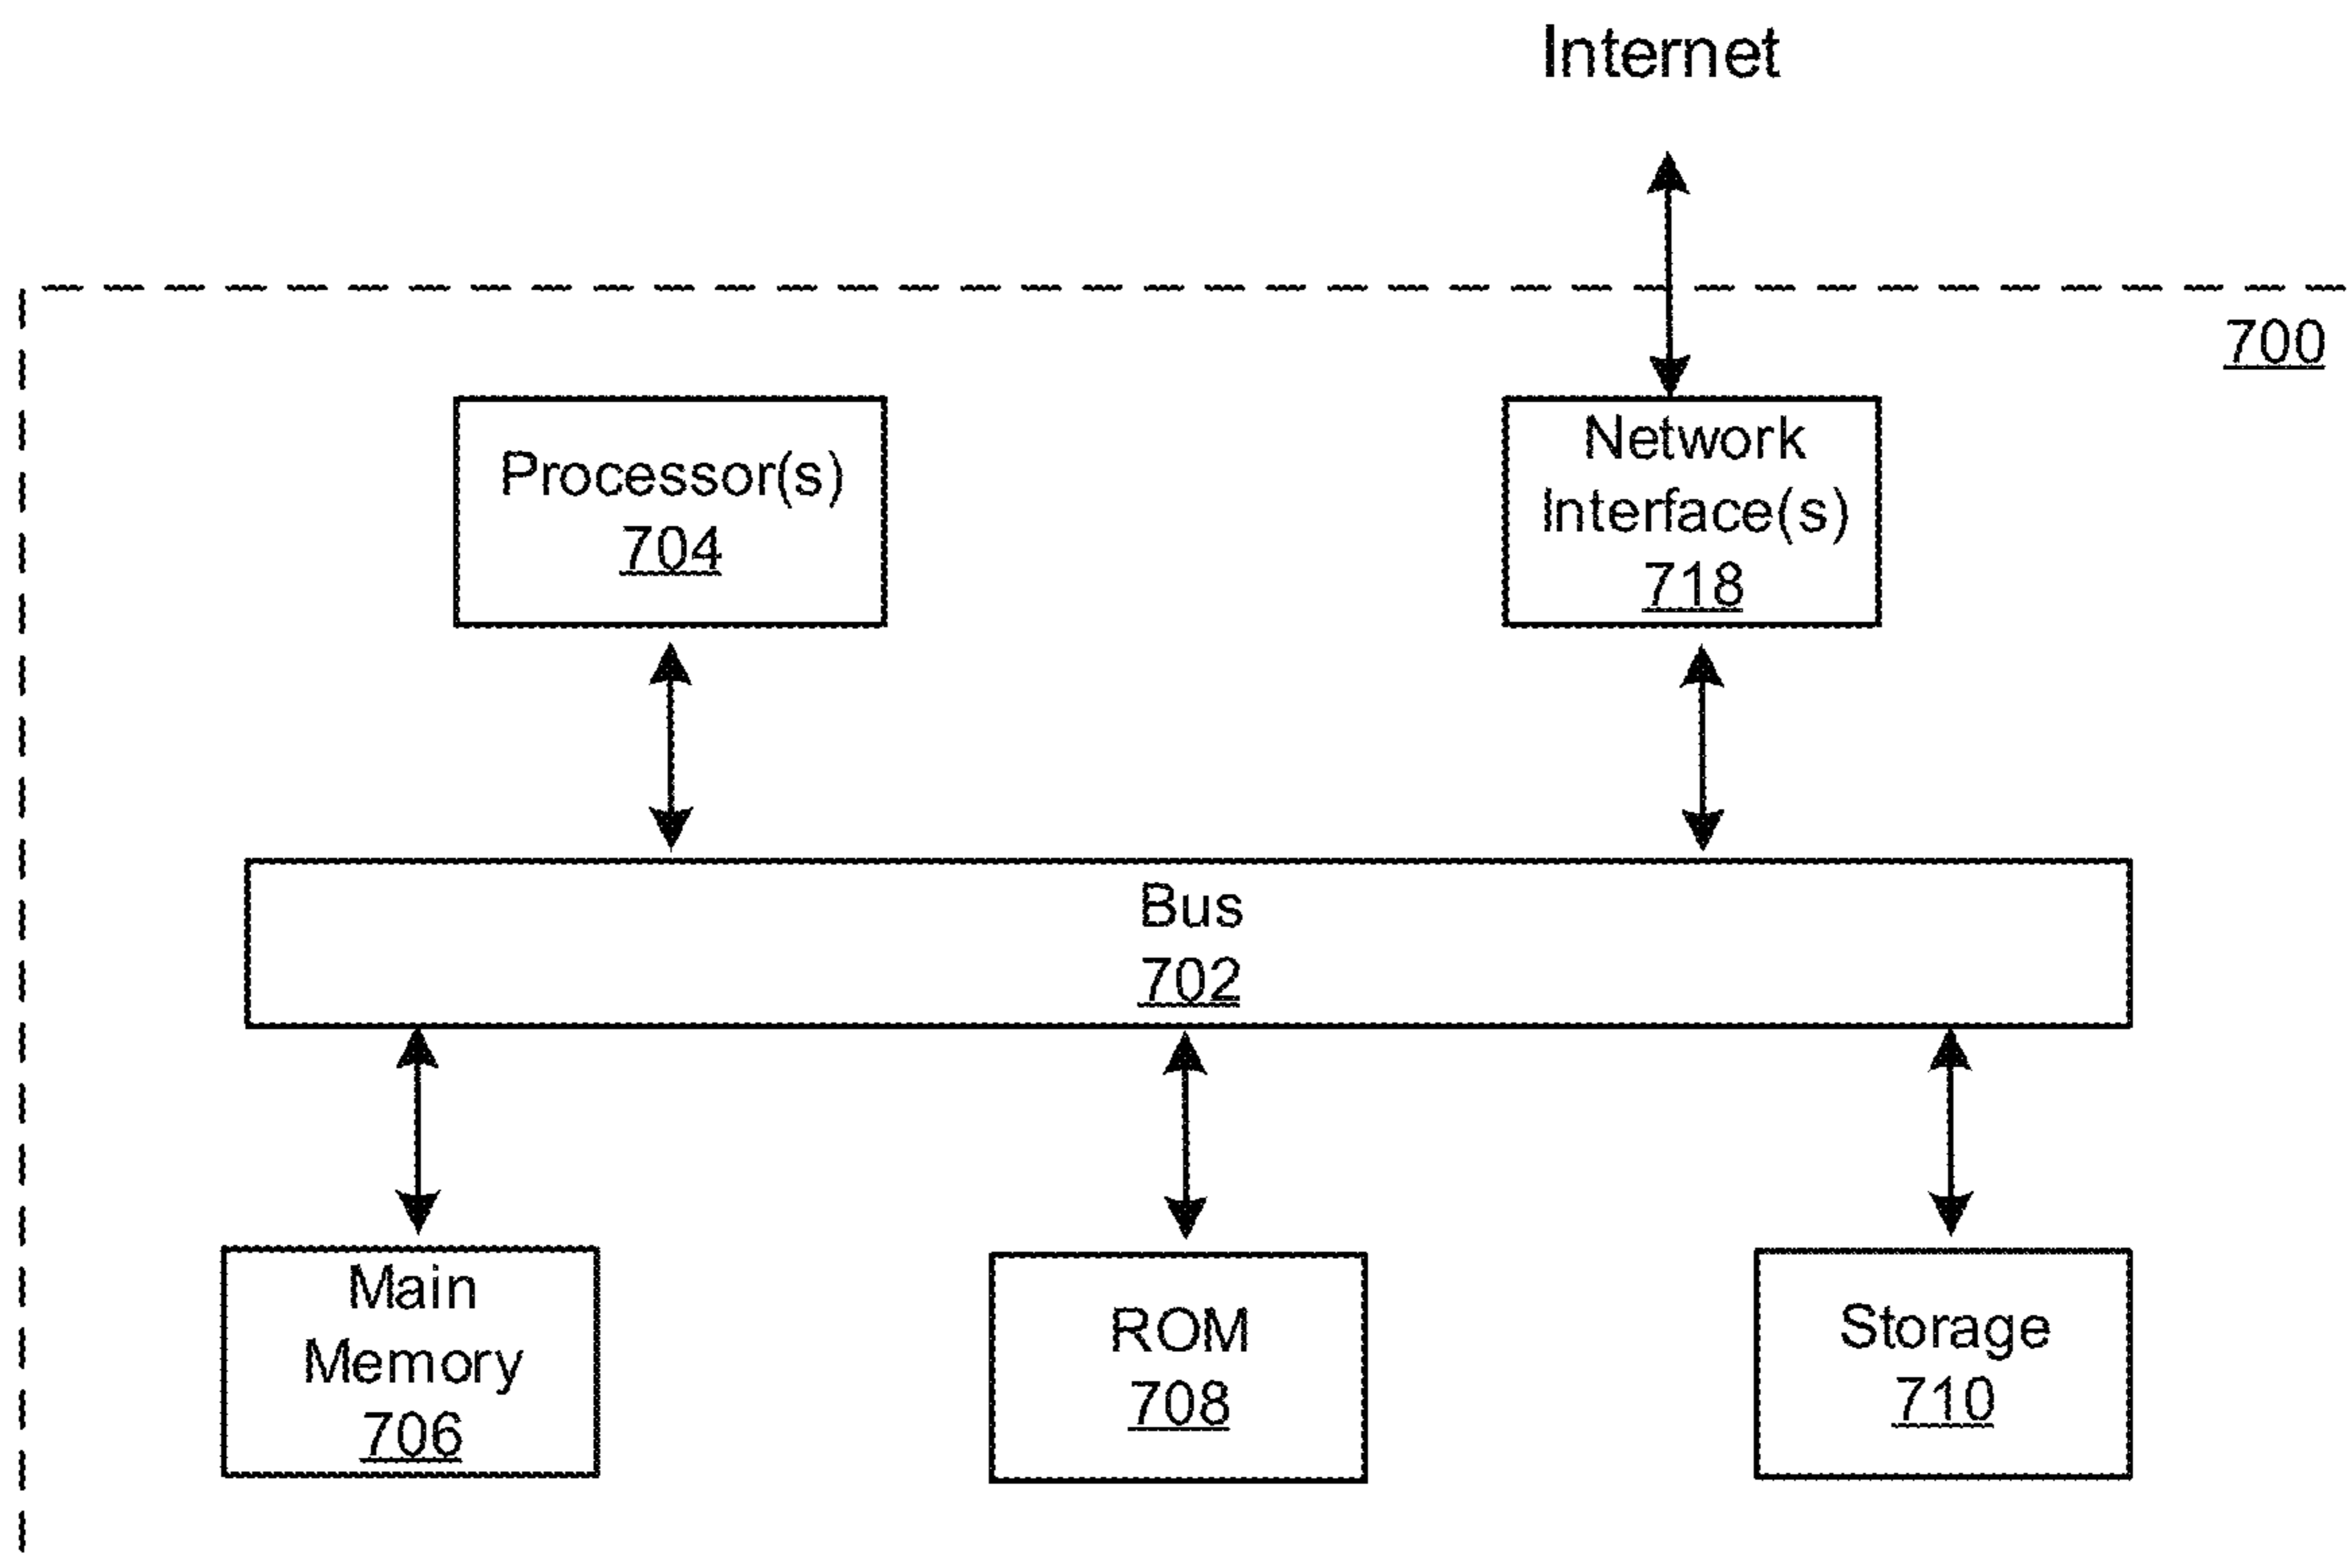 Internet
700
Processor(s)
704
Network
Interface(s)
718
Bus
702
Main
Memory
706
ROM
708
Storage
710